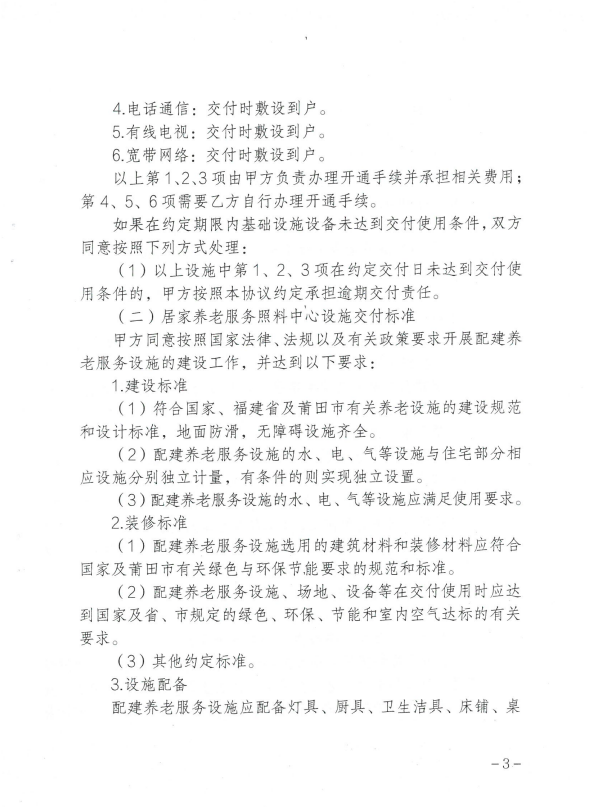 4.电话通信：交付时敷设到户。
5.有线电视：交付时敷设到户。
6.宽带网络：交付时敷设到户。
以上第1、2、3项由甲方负责办理开通手续并承担相关费用；
第4、5、6项需要乙方自行办理开通手续。
如果在约定期限内基础设施设备未达到交付使用条件，双方
同意按照下列方式处理：
（1）以上设施中第1、2、3项在约定交付日未达到交付使
用条件的，甲方按照本协议约定承担逾期交付责任。
（二）居家养老服务照料中心设施交付标准
甲方同意按照国家法律、法规以及有关政策要求开展配建养
老服务设施的建设工作，并达到以下要求：
1.建设标准
（1）符合国家、福建省及莆田市有关养老设施的建设规范
和设计标准，地面防滑，无障碍设施齐全。
（2）配建养老服务设施的水、电、气等设施与住宅部分相
应设施分别独立计量，有条件的则实现独立设置。
（3）配建养老服务设施的水、电、气等设施应满足使用要求。
2.装修标准
（1）配建养老服务设施选用的建筑材料和装修材料应符合
国家及莆田市有关绿色与环保节能要求的规范和标准。
（2）配建养老服务设施、场地、设备等在交付使用时应达
到国家及省、市规定的绿色、环保、节能和室内空气达标的有关
要求。
（3）其他约定标准。
3.设施配备
配建养老服务设施应配备灯具、厨具、卫生洁具、床铺、桌
-3-